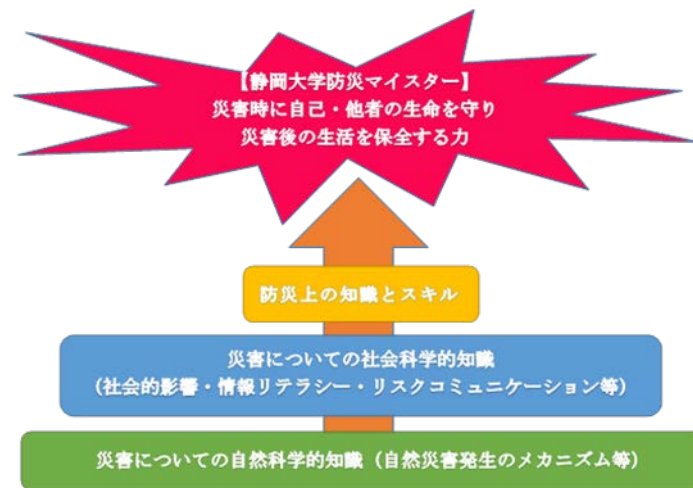 【静岡大学防災マイスター】
災害時に自己・他者の生命を守り
災害後の生活を保全する力
防災上の知識とスキル
災害についての社会科学的知識
（社会的影響・情報リテラシー・リスクコミュニケーション等）
災害についての自然科学的知識（自然災害発生のメカニズム等）